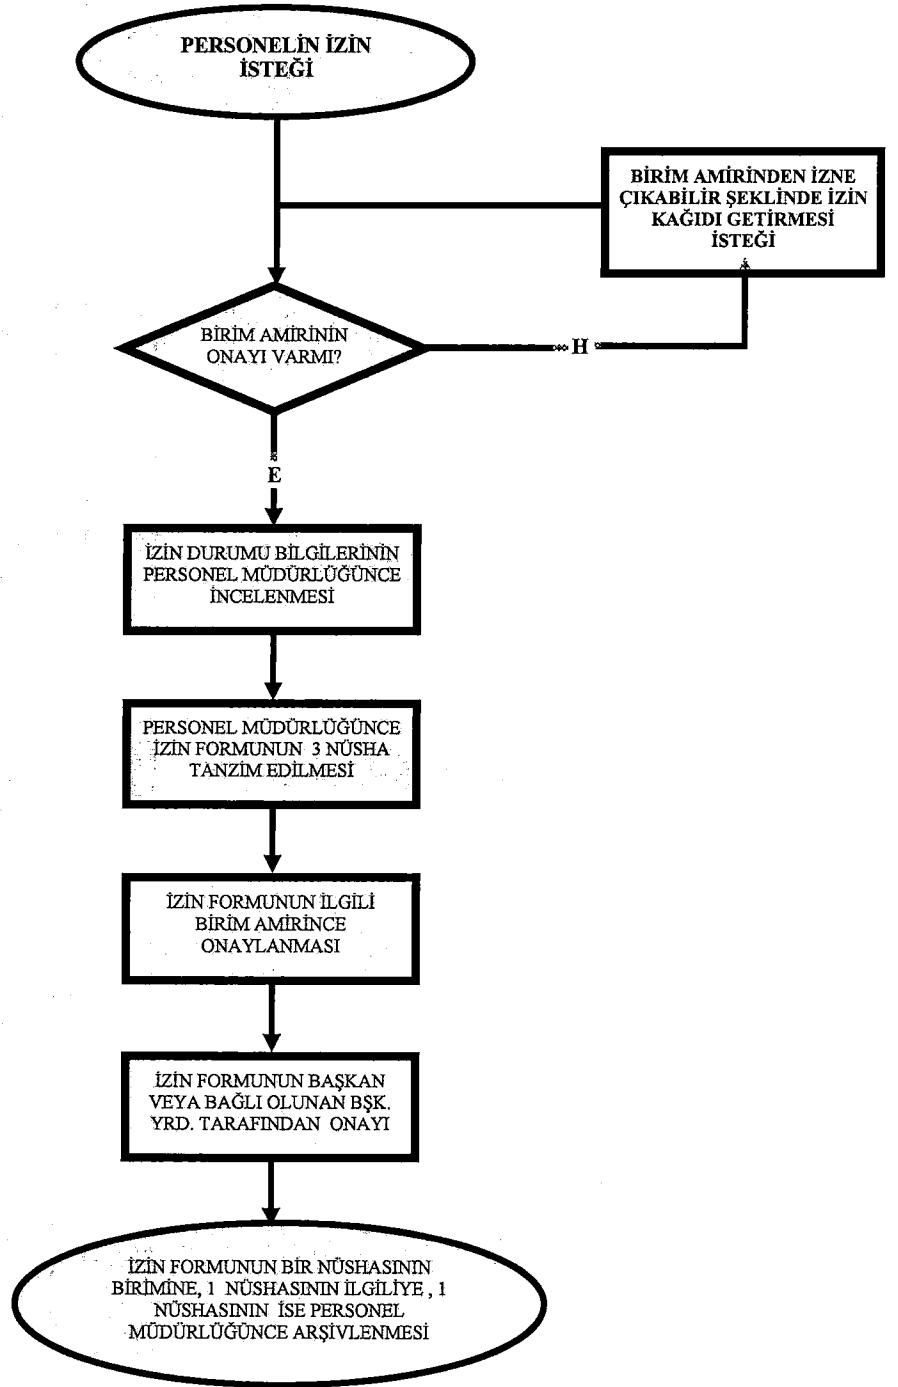 PERSONELİN İZİN
İSTEĞİ
BİRİM AMİRİNDEN İZNE
ÇIKABİLİR ŞEKLİNDE İZİN
KAĞIDI GETİRMESİ
İSTEĞİ
BİRİM AMİRİNİN
ONAYI VARMI?
H
E
İZİN DURUMU BİLGİLERİNİN
PERSONEL MÜDÜRLÜĞÜNCE
İNCELENMESİ
PERSONEL MÜDÜRLÜĞÜNCE
İZİN FORMUNUN 3 NÜSHA
TANZİM EDİLMESİ
İZİN FORMUNUN İLGİLİ
BİRİM AMİRİNCE
ONAYLANMASI
İZİN FORMUNUN BAŞKAN
VEYA BAĞLI OLUNAN BŞK.
YRD. TARAFINDAN ONAYI
İZİN FORMUNUN BİR NÜSHASININ
BİRİMİNE, 1 NÜSHASININ İLGİLİYE , 1
NÜSHASININ İSE PERSONEL
MÜDÜRLÜĞÜNCE ARŞİVLENMESİ